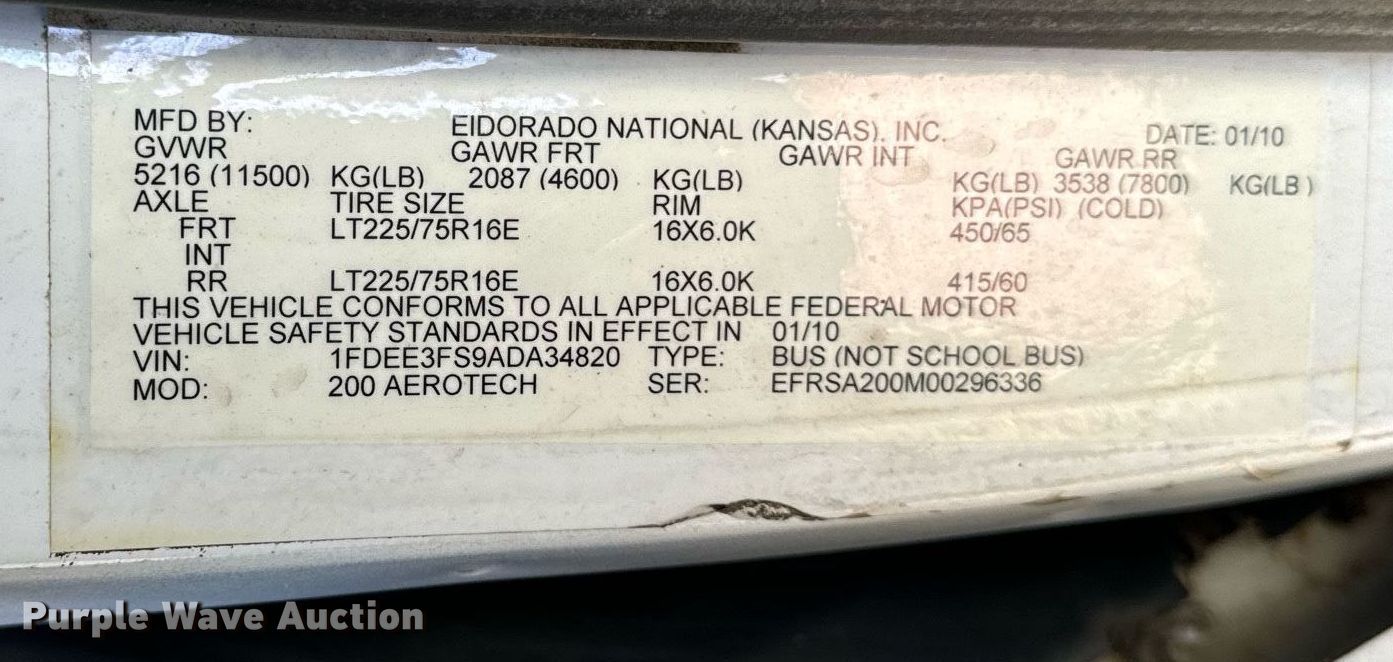 MFD BY: EIDORADO NATIONAL (KANSAS), INC. DATE: 01/10
GVWR GAWR FRT GAWR INT GAWR RR
5216 (11500) KG(LB) 2087 (4600) KG(LB) KG(LB) 3538 (7800) KG(LB )
AXLE TIRE SIZE RIM KPA(PSI) (COLD)
FRT LT225/75R16E 16X6.0K 450/65
INT
RR LT225/75R16E 16X6.0K 415/60
THIS VEHICLE CONFORMS TO ALL APPLICABLE FEDERAL MOTOR
VEHICLE SAFETY STANDARDS IN EFFECT IN 01/10
VIN: 1FDEE3FS9ADA34820 TYPE: BUS (NOT SCHOOL BUS)
MOD: 200 AEROTECH SER: EFRSA200M00296336
Purple Wave Auction